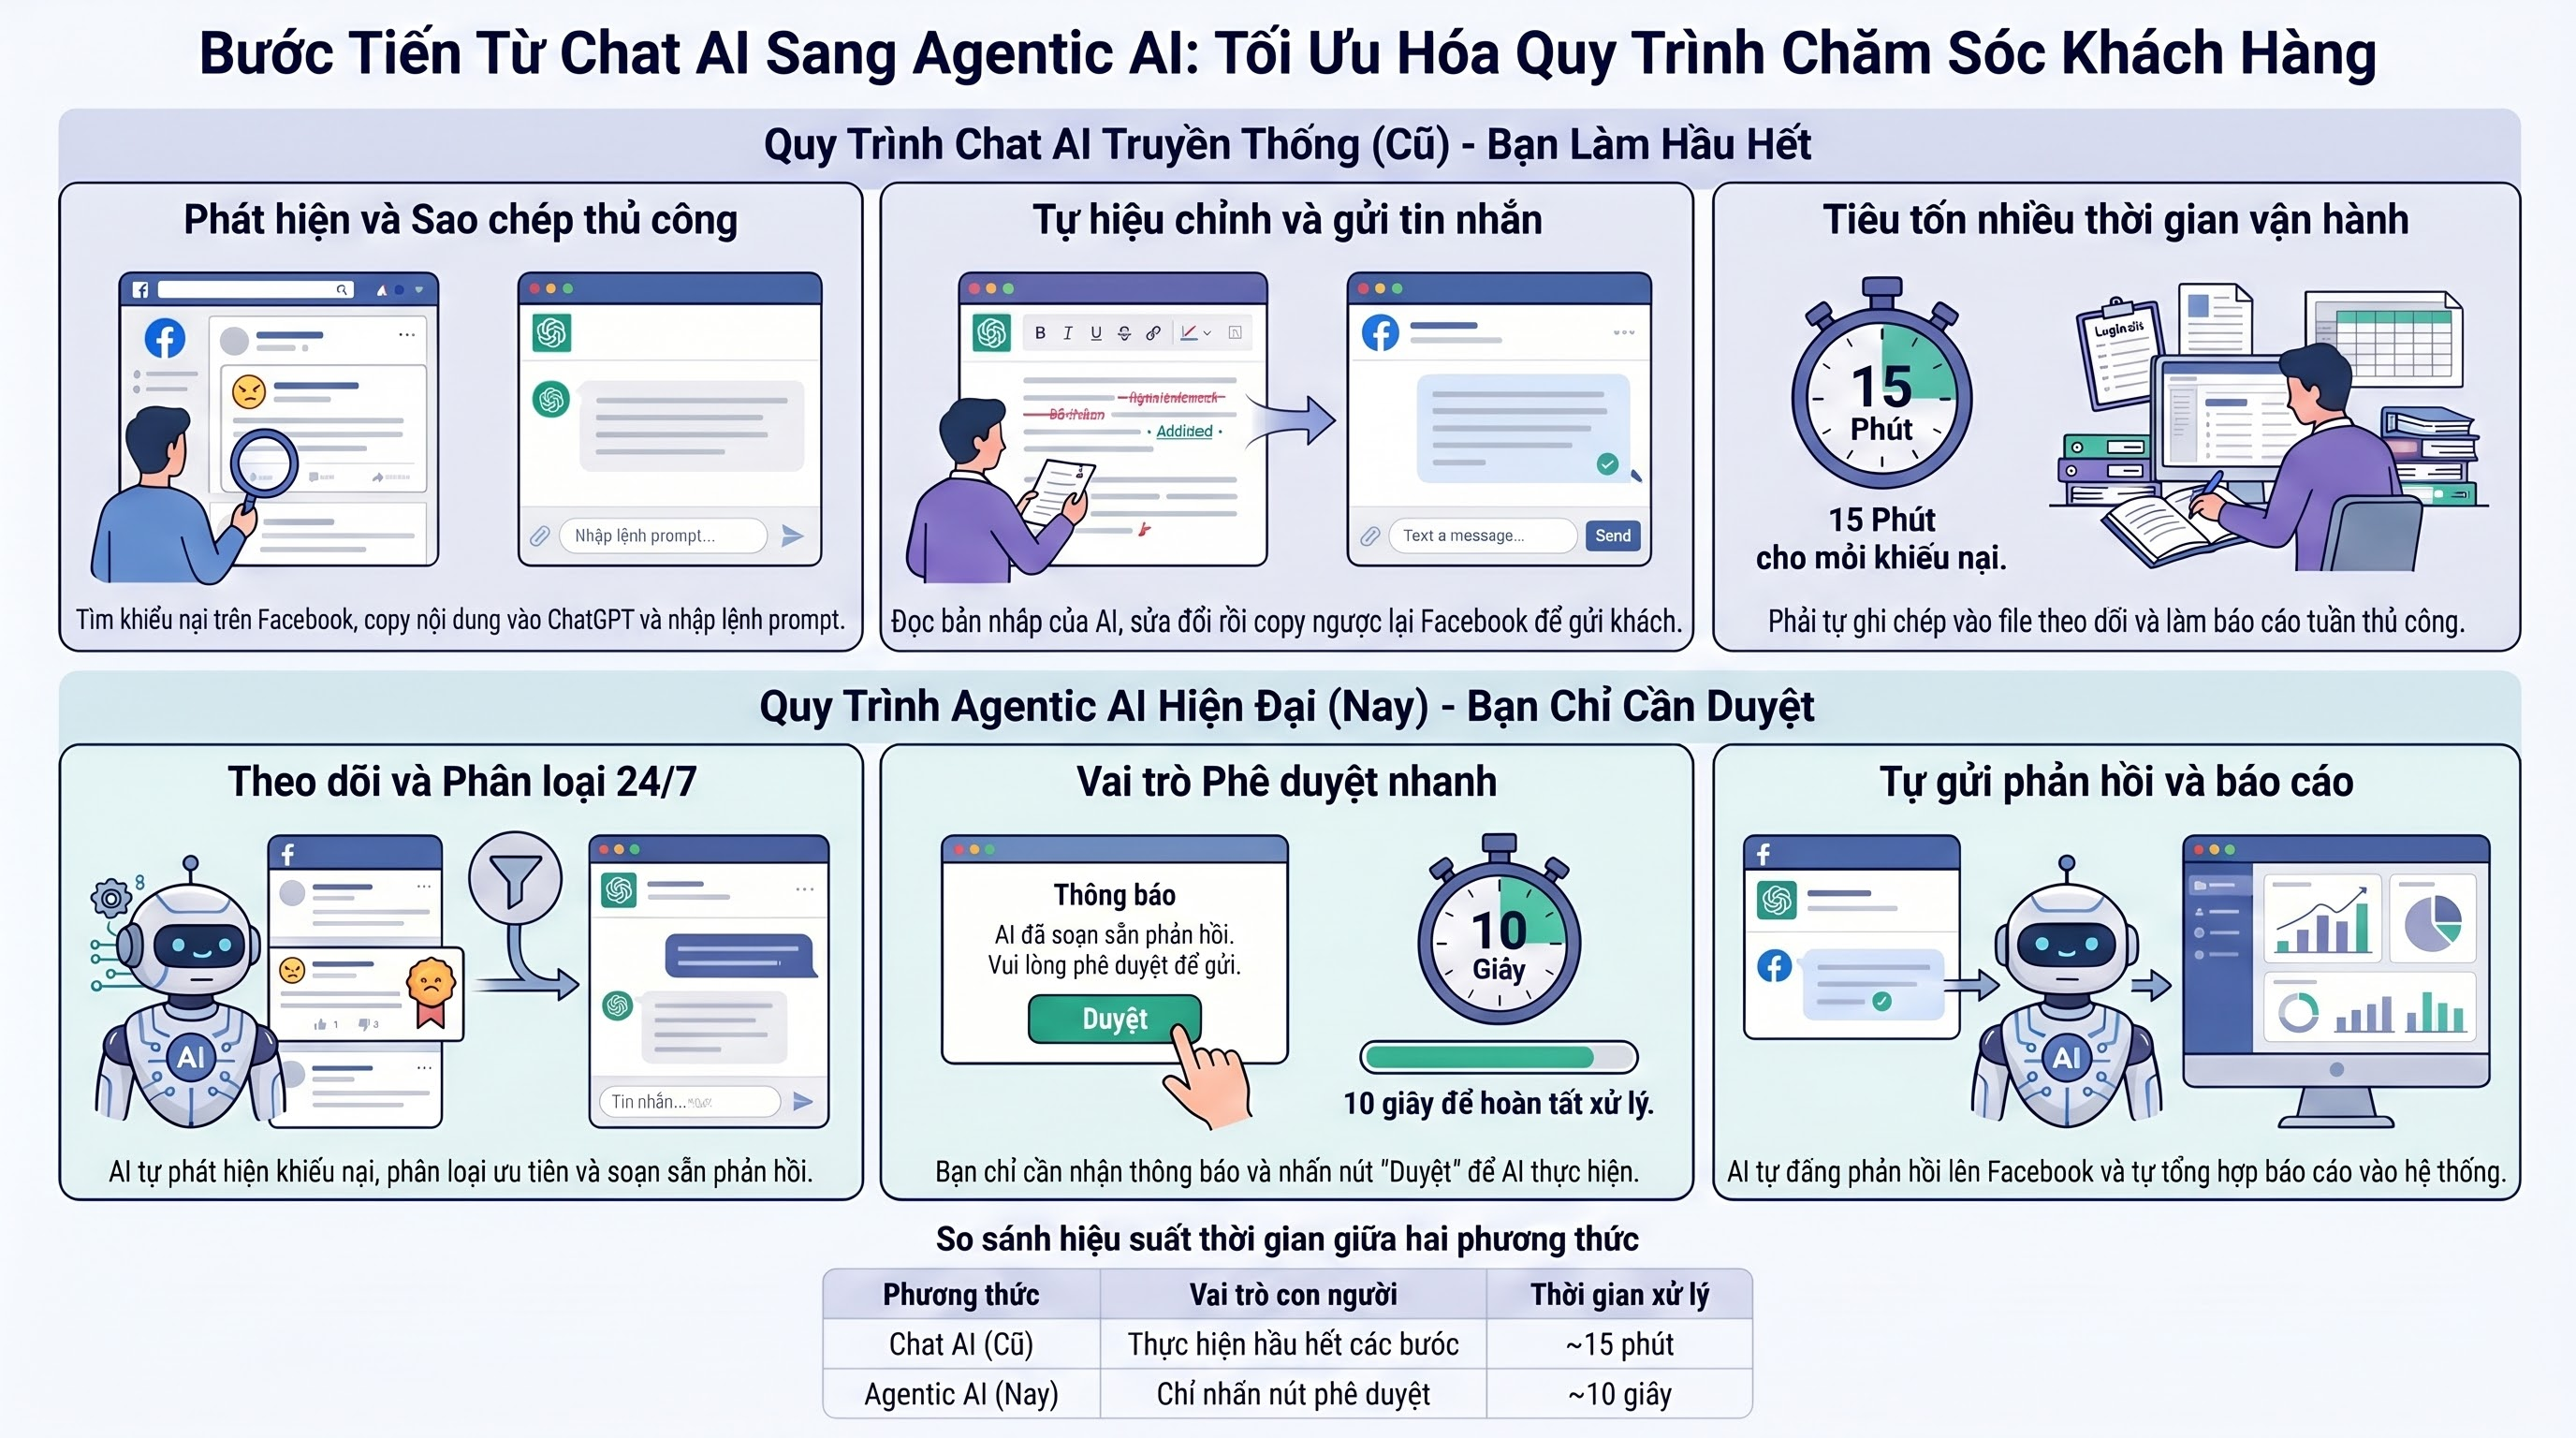 Bước Tiến Từ Chat AI Sang Agentic AI: Tối Ưu Hóa Quy Trình Chăm Sóc Khách Hàng
Quy Trình Chat AI Truyền Thống (Cũ) - Bạn Làm Hầu Hết
Phát hiện và Sao chép thủ công
Nhập lệnh prompt...
Tìm khiếu nại trên Facebook, copy nội dung vào ChatGPT và nhập lệnh prompt.
Tự hiệu chỉnh và gửi tin nhắn
B I U S
• Addided •
Text a message...
Send
Đọc bản nhấp của AI, sửa đổi rồi copy ngược lại Facebook để gửi khách.
Tiêu tốn nhiều thời gian vận hành
15
Phút
15 Phút
cho mỏi khiếu nại.
Phải tự ghi chép vào file theo dõi và làm báo cáo tuần thủ công.
Quy Trình Agentic AI Hiện Đại (Nay) - Bạn Chỉ Cần Duyệt
Theo dõi và Phân loại 24/7
8
1
3
AI
Tin nhắn...
AI tự phát hiện khiếu nại, phân loại ưu tiên và soạn sẵn phản hồi.
Vai trò Phê duyệt nhanh
Thông báo
AI đã soạn sẵn phản hồi.
Vui lòng phê duyệt để gửi.
Duyệt
10
Giây
10 giây để hoàn tất xử lý.
Bạn chỉ cần nhận thông báo và nhấn nút "Duyệt" để AI thực hiện.
Tự gửi phản hồi và báo cáo
AI
AI tự đăng phản hồi lên Facebook và tự tổng hợp báo cáo vào hệ thống.
So sánh hiệu suất thời gian giữa hai phương thức
Phương thức Vai trò con người Thời gian xử lý
Chat AI (Cũ) Thực hiện hầu hết các bước ~15 phút
Agentic AI (Nay) Chỉ nhấn nút phê duyệt ~10 giây